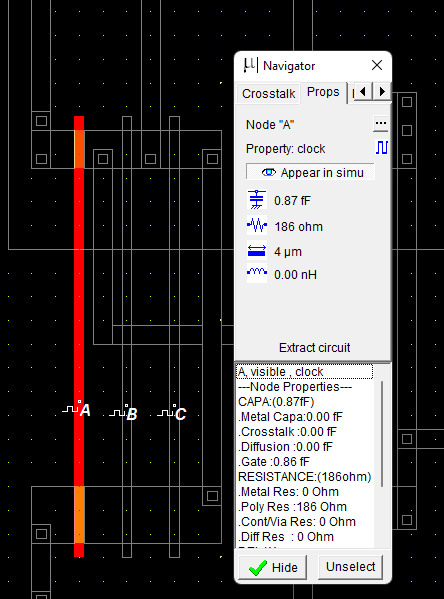 Navigator
Crosstalk Props
Node "A"
...
Property: clock
Appear in simu
0.87 fF
186 ohm
4 µm
0.00 nH
Extract circuit
A, visible , clock
---Node Properties---
CAPA:(0.87fF)
.Metal Capa:0.00 fF
.Crosstalk :0.00 fF
.Diffusion :0.00 fF
.Gate :0.86 fF
RESISTANCE:(186ohm)
.Metal Res: 0 Ohm
.Poly Res :186 Ohm
.Cont/Via Res: 0 Ohm
.Diff Res : 0 Ohm
Hide Unselect
A B C